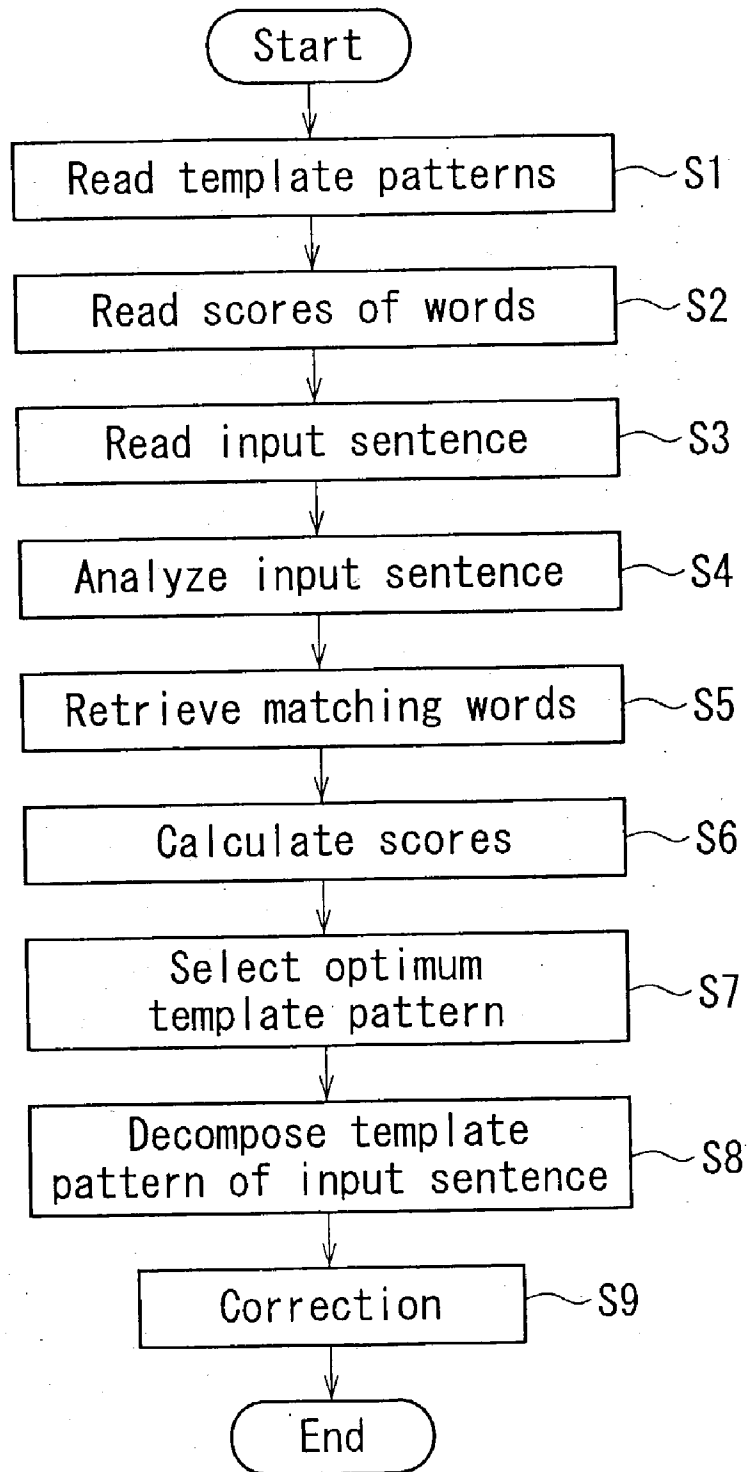 Start
Read template patterns
S1
Read scores of words
S2
Read input sentence
S3
Analyze input sentence
S4
Retrieve matching words
S5
Calculate scores
S6
Select optimum
template pattern
S7
Decompose template
pattern of input sentence
S8
Correction
S9
End